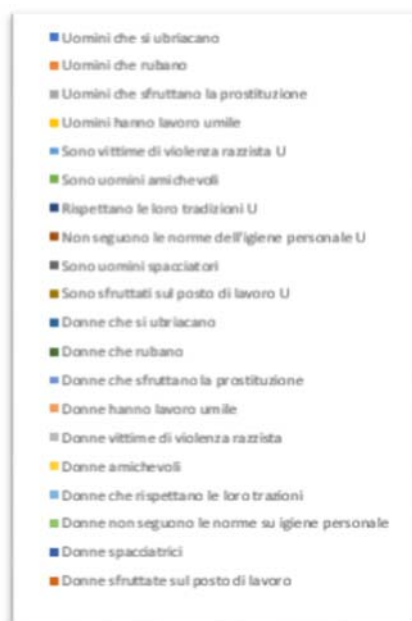 Uomini che si ubriacano
Uomini che rubano
Uomini che sfruttano la prostituzione
Uomini hanno lavoro umile
Sono vittime di violenza razzista U
Sono uomini amichevoli
Rispettano le loro tradizioni U
Non seguono le norme dell'igiene personale U
Sono uomini spacciatori
Sono sfruttati sul posto di lavoro U
Donne che si ubriacano
Donne che rubano
Donne che sfruttano la prostituzione
Donne hanno lavoro umile
Donne vittime di violenza razzista
Donne amichevoli
Donne che rispettano le loro trazioni
Donne non seguono le norme su igiene personale
Donne spacciatrici
Donne sfruttate sul posto di lavoro